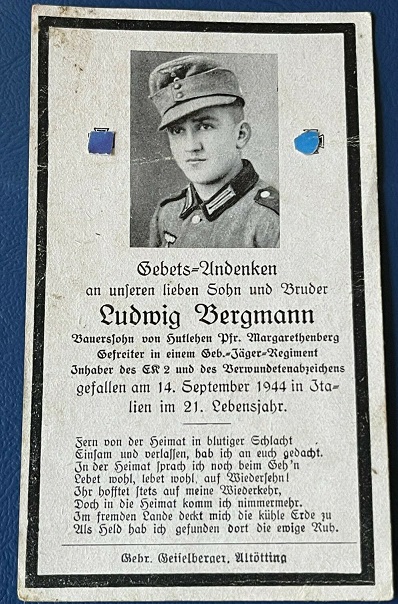 Gebets=Andenken
an unseren lieben Sohn und Bruder
Ludwig Bergmann
Bauerssohn von Hutlehen Pfr. Margarethenberg
Gefreiter in einem Geb.=Jäger=Regiment
Inhaber des EK 2 und des Verwundetenabzeichens
gefallen am 14. September 1944 in Ita=
lien im 21. Lebensjahr.
Fern von der Heimat in blutiger Schlacht
Einsam und verlassen, hab ich an euch gedacht.
In der Heimat sprach ich noch beim Geh'n
Lebet wohl, lebet wohl, auf Wiedersehn!
Ihr hofftet stets auf meine Wiederkehr,
Doch in die Heimat komm ich nimmermehr.
Im fremden Lande deckt mich die kühle Erde zu
Als Held hab ich gefunden dort die ewige Ruh.
Gebr. Geiselberger, Altötting